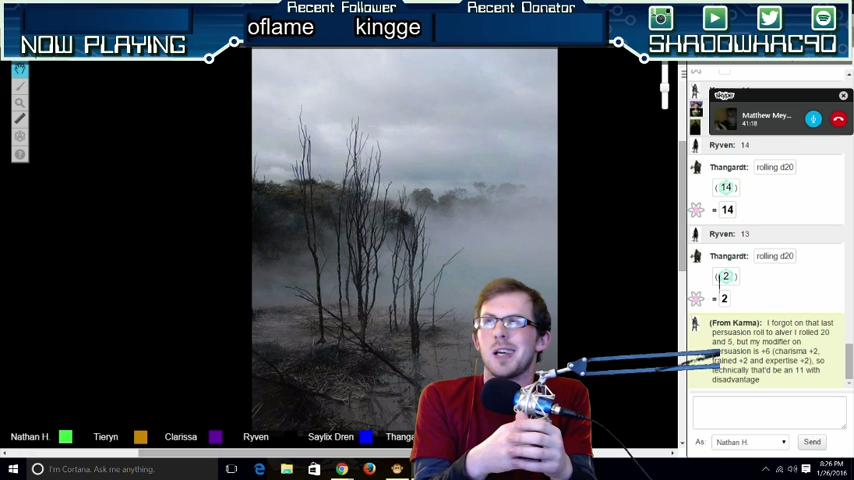 Recent Follower
Recent Donator
oflame kingge
NOW PLAYING
SHADOWHAC90
skype
Matthew Mey...
41:18
Ryven: 14
Thangardt: rolling d20
(14)
= 14
Ryven: 13
Thangardt: rolling d20
(2)
= 2
(From Karma): I forgot on that last
persuasion roll to alver I rolled 20
and 5, but my modifier on
persuasion is +6 (charisma +2,
trained +2 and expertise +2), so
technically that'd be an 11 with
disadvantage
Nathan H. Tieryn Clarissa Ryven Saylix Dren Thanga
As: Nathan H. Send
I'm Cortana. Ask me anything.
8:26 PM
1/26/2016